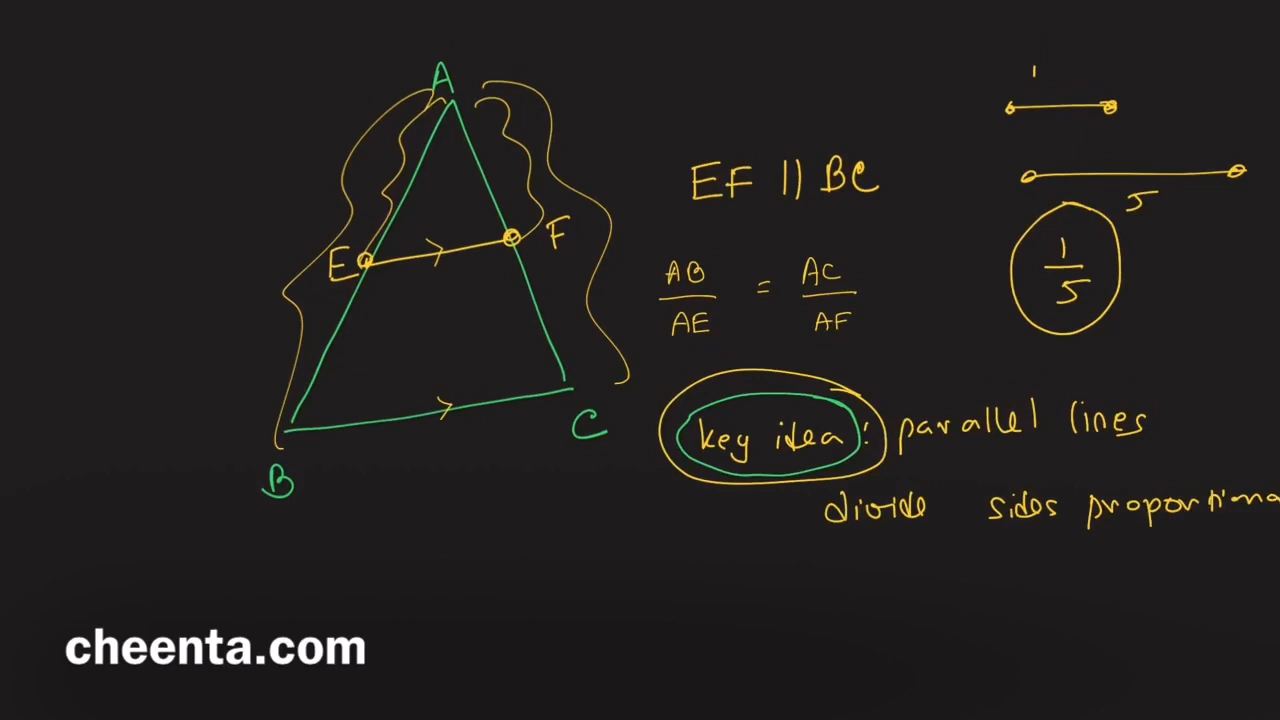 A
E
F
B
C
EF || BC
AB/AE = AC/AF
1
5
1/5
key idea : parallel lines
divide sides proportiona
cheenta.com